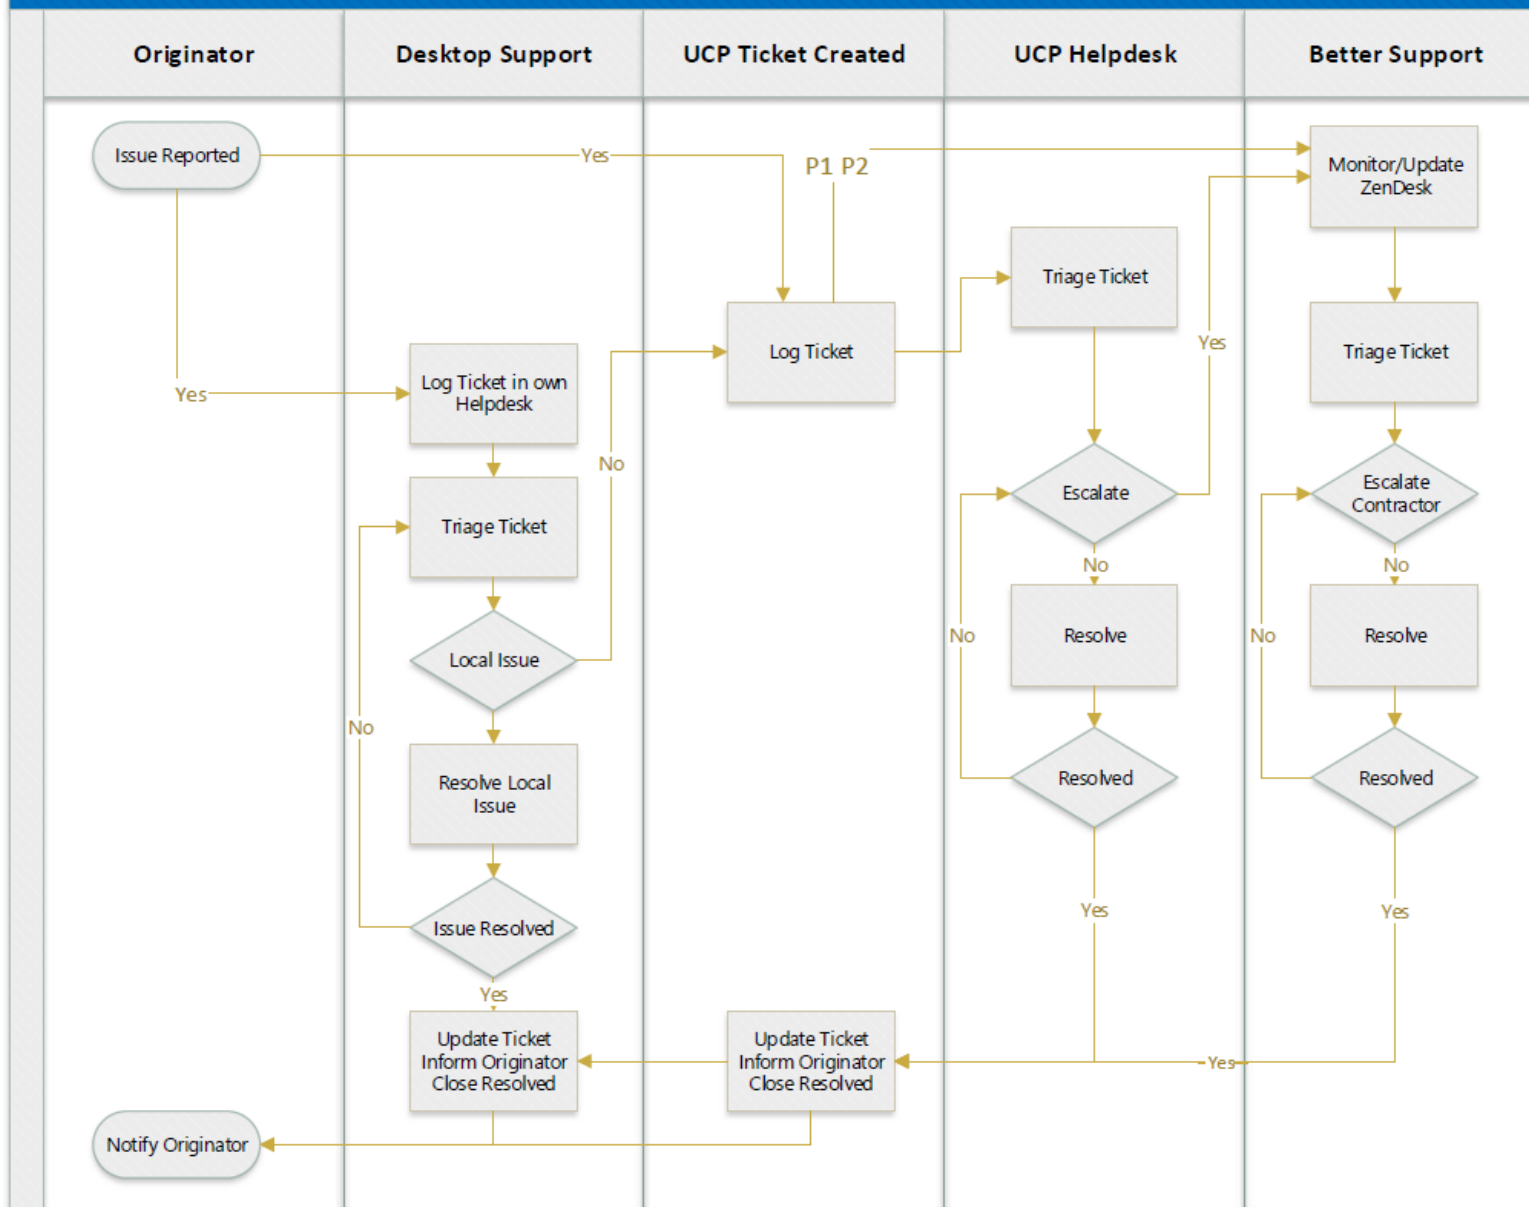 Originator
Desktop Support
UCP Ticket Created
UCP Helpdesk
Better Support
Issue Reported
Yes
P1 P2
Monitor/Update
ZenDesk
Triage Ticket
Yes
Log Ticket
Triage Ticket
Yes
Log Ticket in own
Helpdesk
No
Escalate
Escalate
Contractor
Triage Ticket
No
No
Local Issue
No
Resolve
No
Resolve
No
Resolve Local
Issue
Resolved
Resolved
Issue Resolved
Yes
Yes
Yes
Update Ticket
Inform Originator
Close Resolved
Update Ticket
Inform Originator
Close Resolved
Yes
Notify Originator